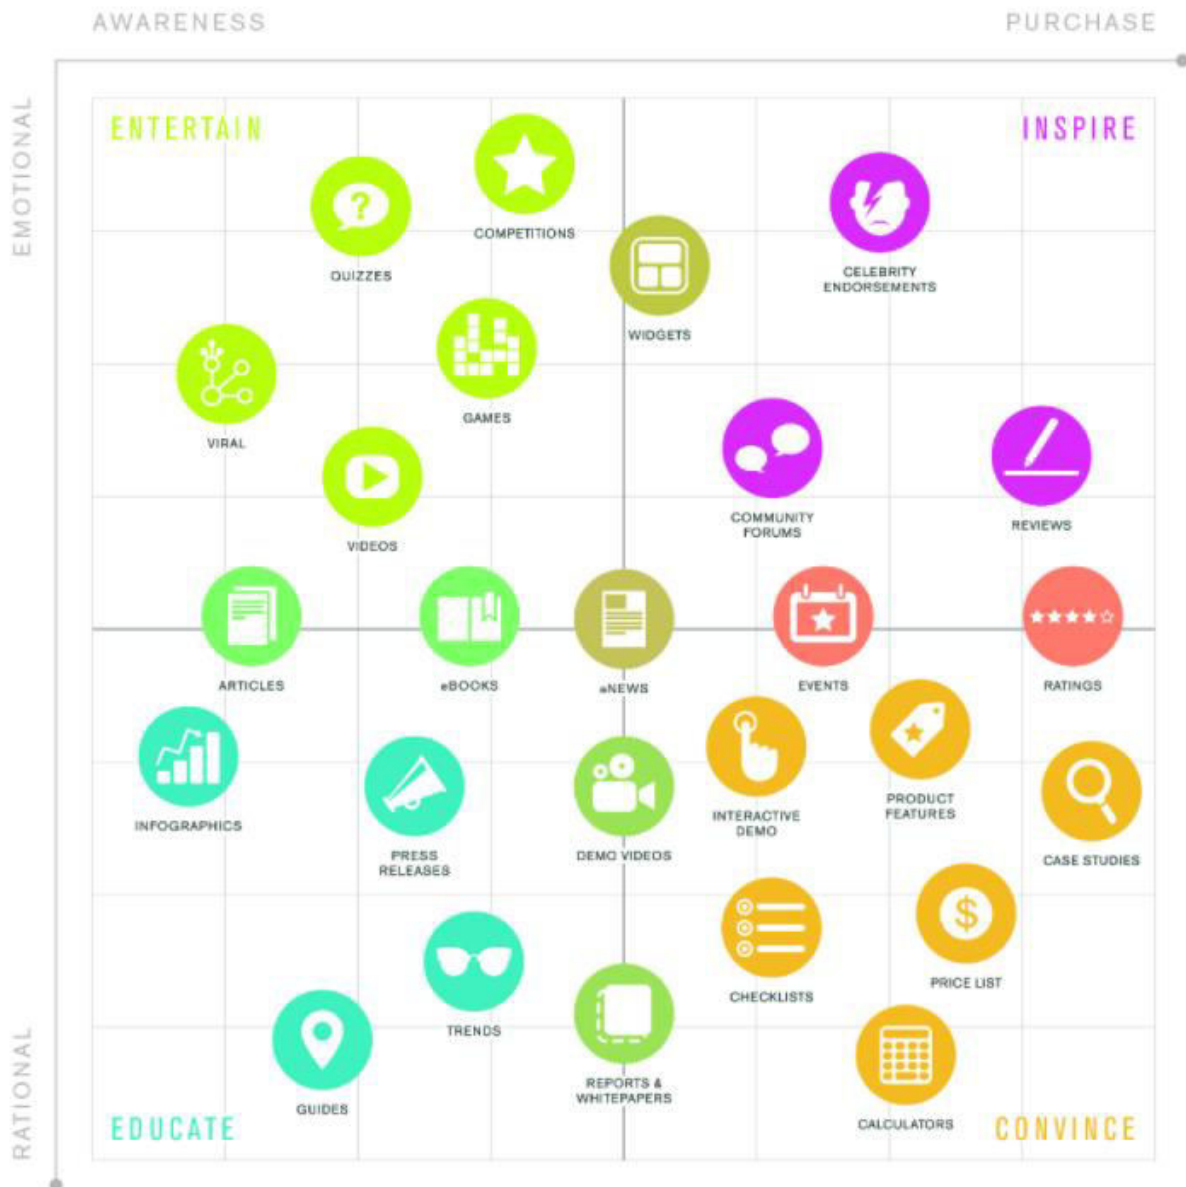 AWARENESS
PURCHASE
EMOTIONAL
ENTERTAIN
INSPIRE
?
COMPETITIONS
QUIZZES
CELEBRITY
ENDORSEMENTS
WIDGETS
GAMES
VIRAL
COMMUNITY
FORUMS
REVIEWS
VIDEOS
ARTICLES
eBOOKS
eNEWS
EVENTS
RATINGS
INFOGRAPHICS
PRESS
RELEASES
DEMO VIDEOS
INTERACTIVE
DEMO
PRODUCT
FEATURES
CASE STUDIES
$
CHECKLISTS
PRICE LIST
TRENDS
RATIONAL
REPORTS &
WHITEPAPERS
GUIDES
CALCULATORS
EDUCATE
CONVINCE